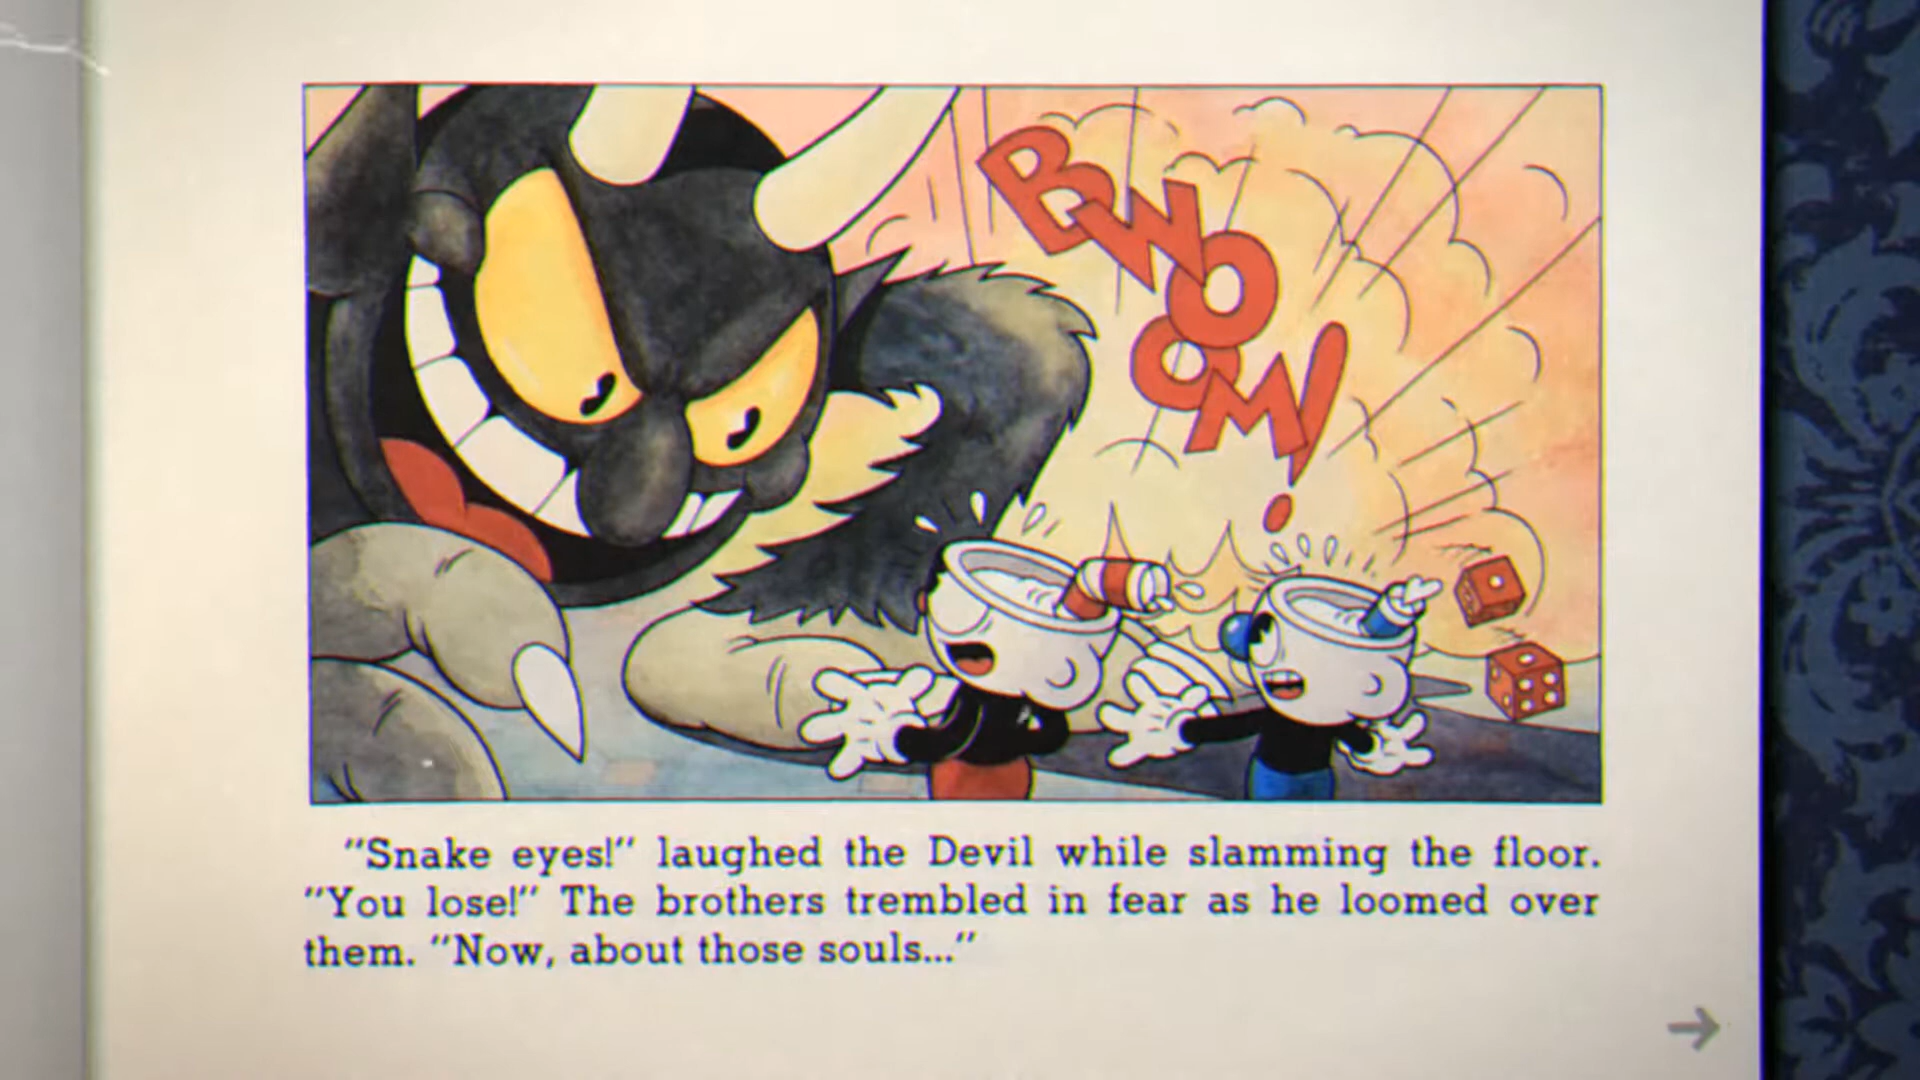 BWOOM!
"Snake eyes!" laughed the Devil while slamming the floor.
"You lose!" The brothers trembled in fear as he loomed over
them. "Now, about those souls..."